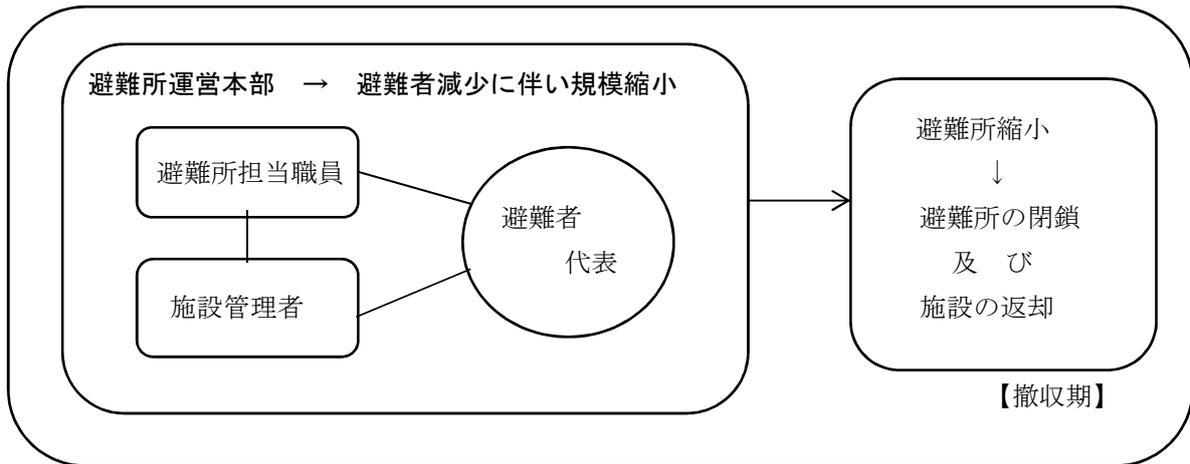 避難所運営本部　→　避難者減少に伴い規模縮小
避難所担当職員
施設管理者
避難者
代表
避難所縮小
↓
避難所の閉鎖
及　び
施設の返却
【撤収期】